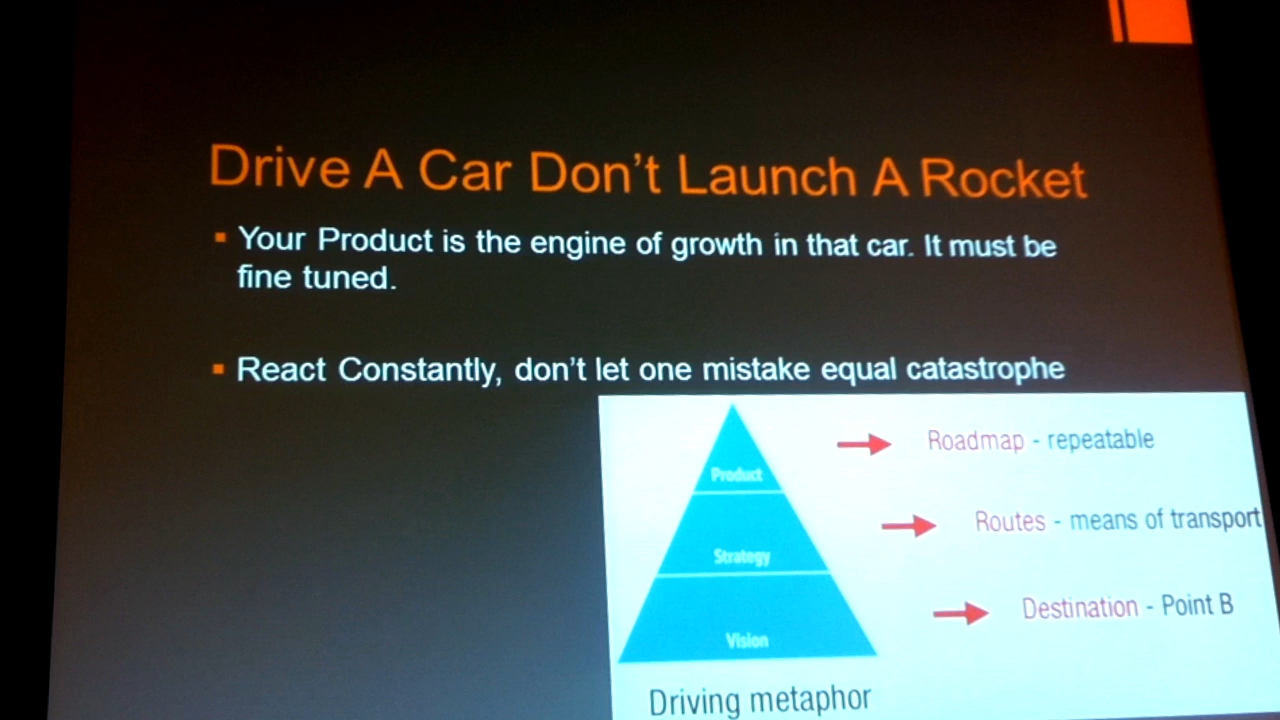 Drive A Car Don't Launch A Rocket
Your Product is the engine of growth in that car. It must be
fine tuned.
React Constantly, don't let one mistake equal catastrophe
Product
Roadmap - repeatable
Strategy
Routes - means of transport
Vision
Destination - Point B
Driving metaphor